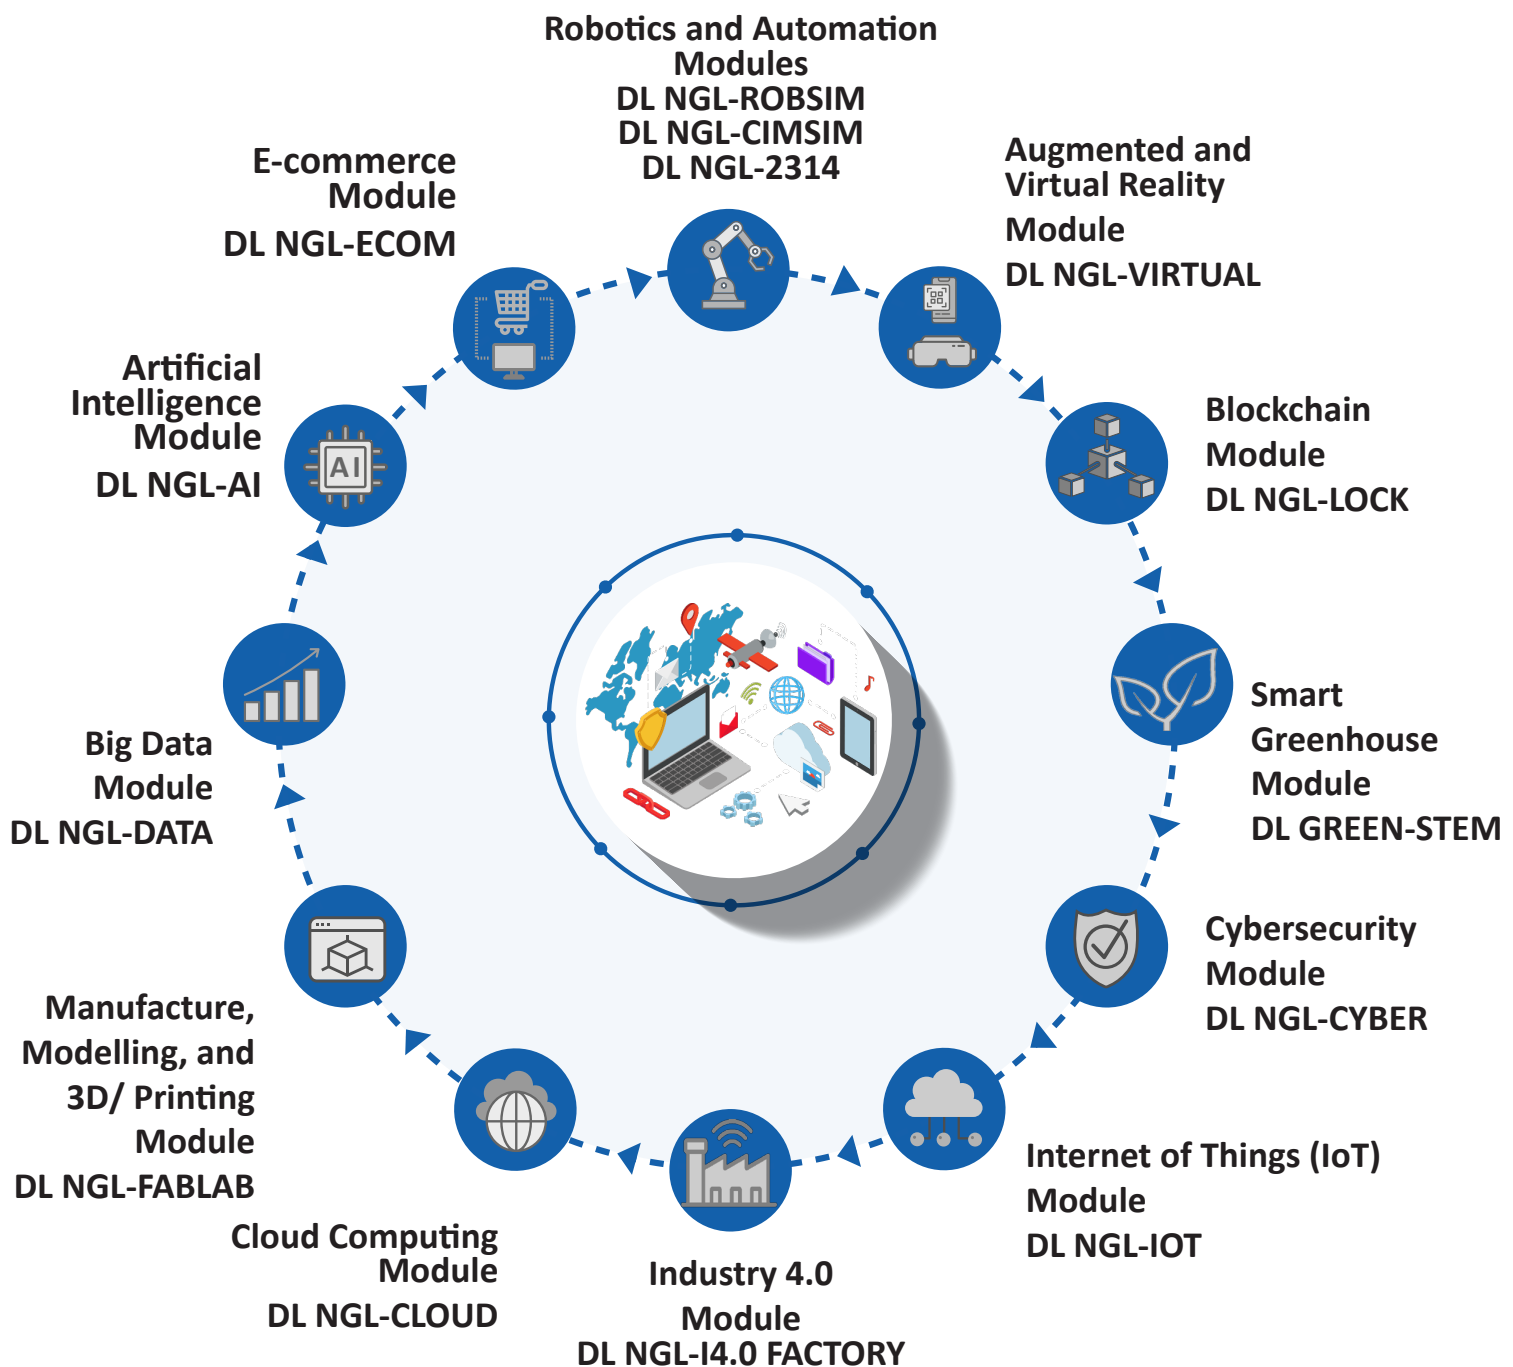 Robotics and Automation
Modules
DL NGL-ROBSIM
DL NGL-CIMSIM
DL NGL-2314
Augmented and
Virtual Reality
Module
DL NGL-VIRTUAL
Blockchain
Module
DL NGL-LOCK
Smart
Greenhouse
Module
DL GREEN-STEM
Cybersecurity
Module
DL NGL-CYBER
Internet of Things (IoT)
Module
DL NGL-IOT
Industry 4.0
Module
DL NGL-I4.0 FACTORY
Cloud Computing
Module
DL NGL-CLOUD
Manufacture,
Modelling, and
3D/ Printing
Module
DL NGL-FABLAB
Big Data
Module
DL NGL-DATA
Artificial
Intelligence
Module
DL NGL-AI
AI
E-commerce
Module
DL NGL-ECOM